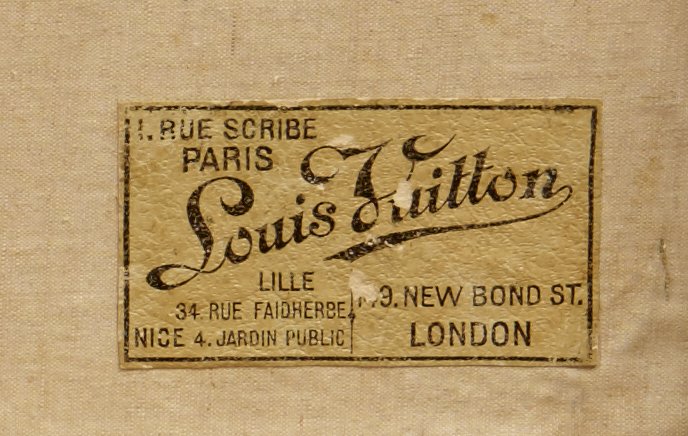 1. RUE SCRIBE
PARIS
Louis Vuitton
LILLE
34. RUE FAIDHERBE
NICE 4. JARDIN PUBLIC
149. NEW BOND ST.
LONDON